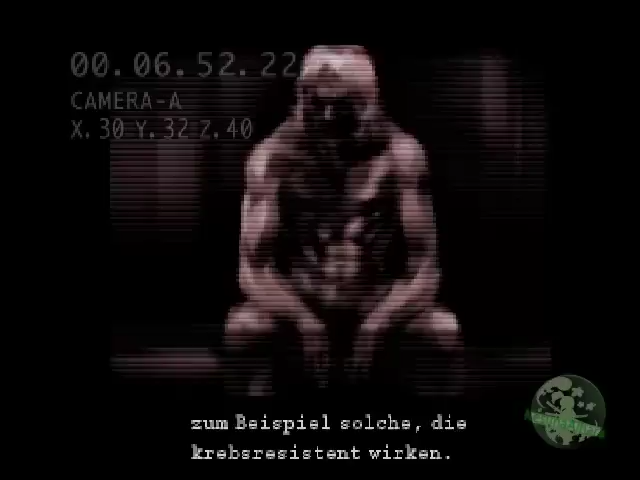 00.06.52.22
CAMERA-A
X.30 Y.32 Z.40
zum Beispiel solche, die
krebsresistent wirken.